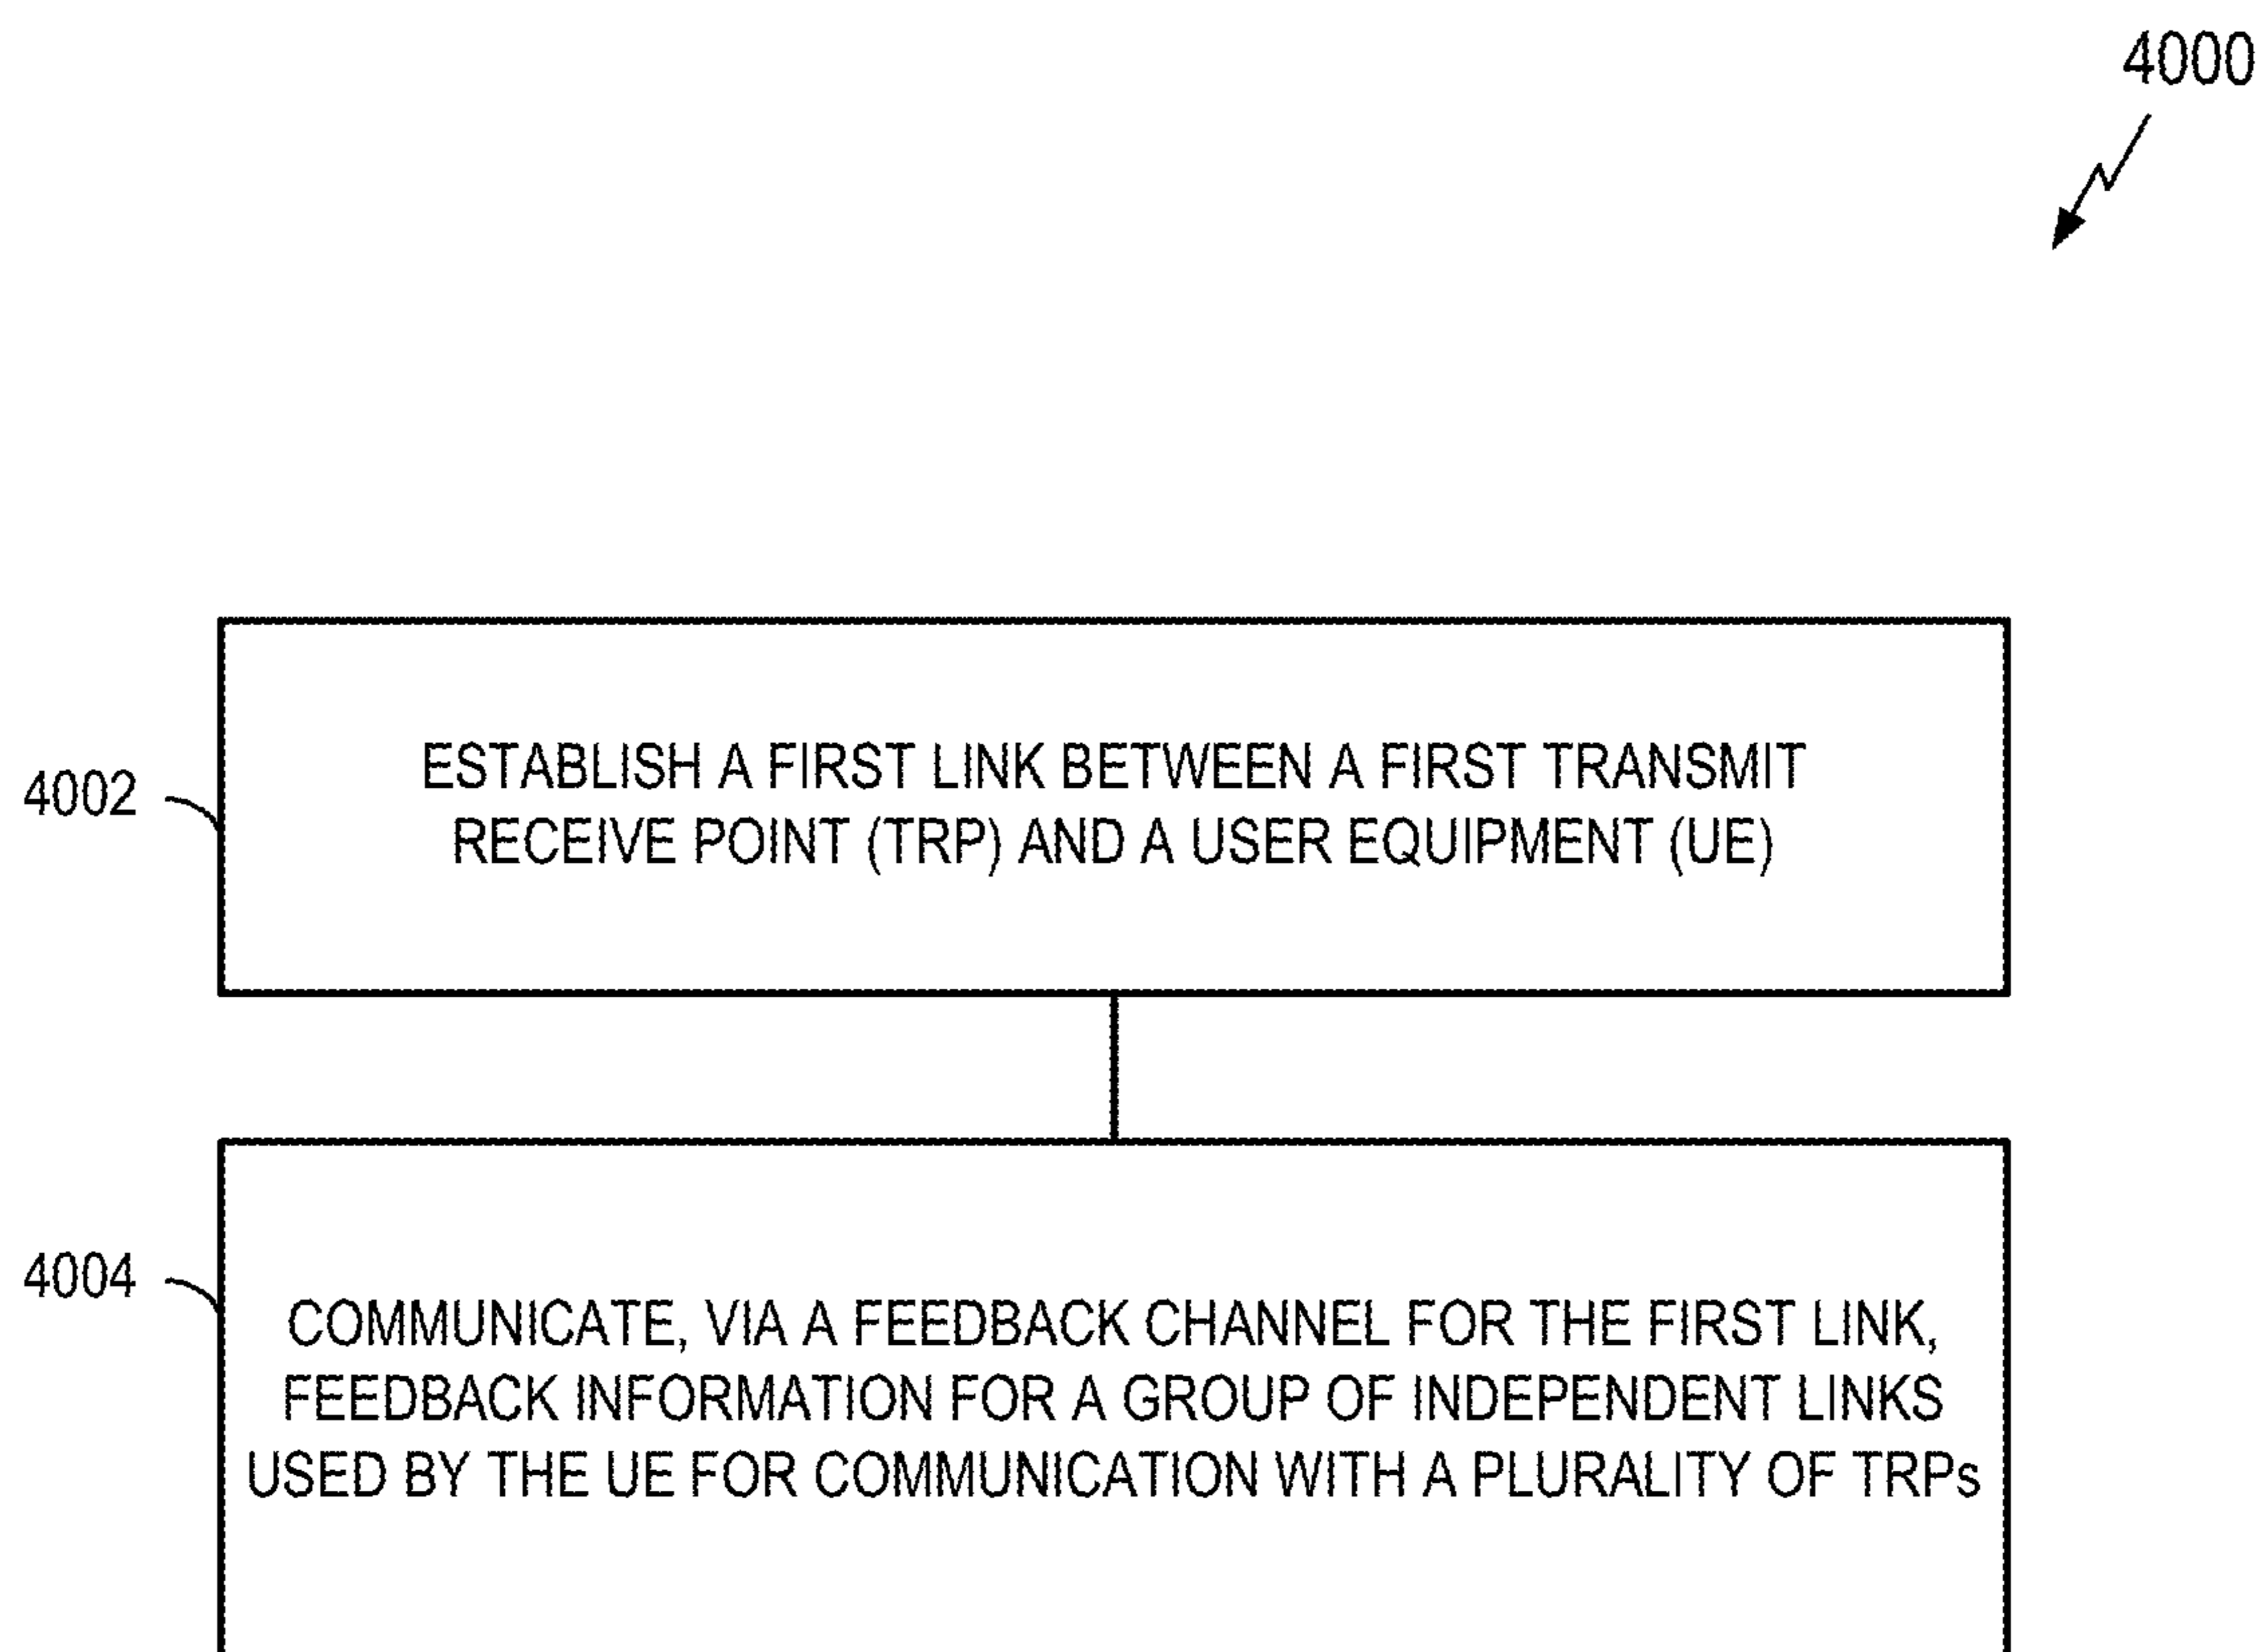 4000
4002
ESTABLISH A FIRST LINK BETWEEN A FIRST TRANSMIT
RECEIVE POINT (TRP) AND A USER EQUIPMENT (UE)
4004
COMMUNICATE, VIA A FEEDBACK CHANNEL FOR THE FIRST LINK,
FEEDBACK INFORMATION FOR A GROUP OF INDEPENDENT LINKS
USED BY THE UE FOR COMMUNICATION WITH A PLURALITY OF TRPs